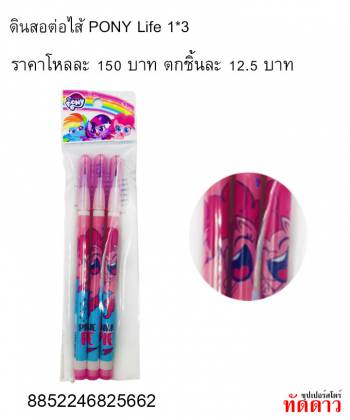 ดินสอต่อไส้ PONY Life 1*3
ราคาโหลละ 150 บาท ตกชิ้นละ 12.5 บาท
PONY
PINKIE
PIE
8852246825662
ซุปเปอร์สโตร์
ทัดดาว